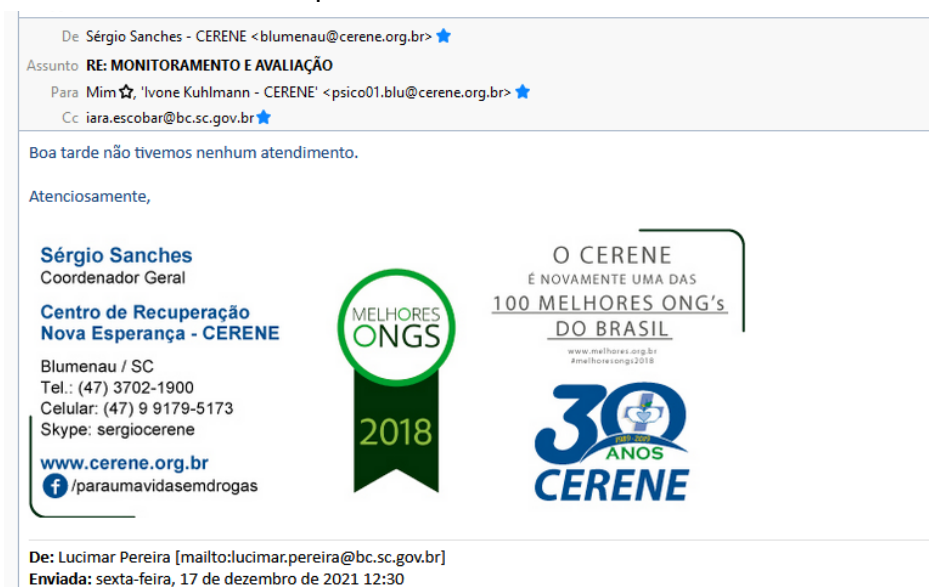 De Sérgio Sanches - CERENE <blumenau@cerene.org.br>
Assunto RE: MONITORAMENTO E AVALIAÇÃO
Para Mim, 'Ivone Kuhlmann - CERENE' <psico01.blu@cerene.org.br>
Cc iara.escobar@bc.sc.gov.br
Boa tarde não tivemos nenhum atendimento.
Atenciosamente,
Sérgio Sanches
Coordenador Geral
Centro de Recuperação
Nova Esperança - CERENE
Blumenau / SC
Tel.: (47) 3702-1900
Celular: (47) 9 9179-5173
Skype: sergiocerene
www.cerene.org.br
/paraumavidasemdrogas
MELHORES
ONGS
2018
O CERENE
É NOVAMENTE UMA DAS
100 MELHORES ONG's
DO BRASIL
www.melhores.org.br
#melhoresongs2018
30
1989-2019
ANOS
CERENE
De: Lucimar Pereira [mailto:lucimar.pereira@bc.sc.gov.br]
Enviada: sexta-feira, 17 de dezembro de 2021 12:30